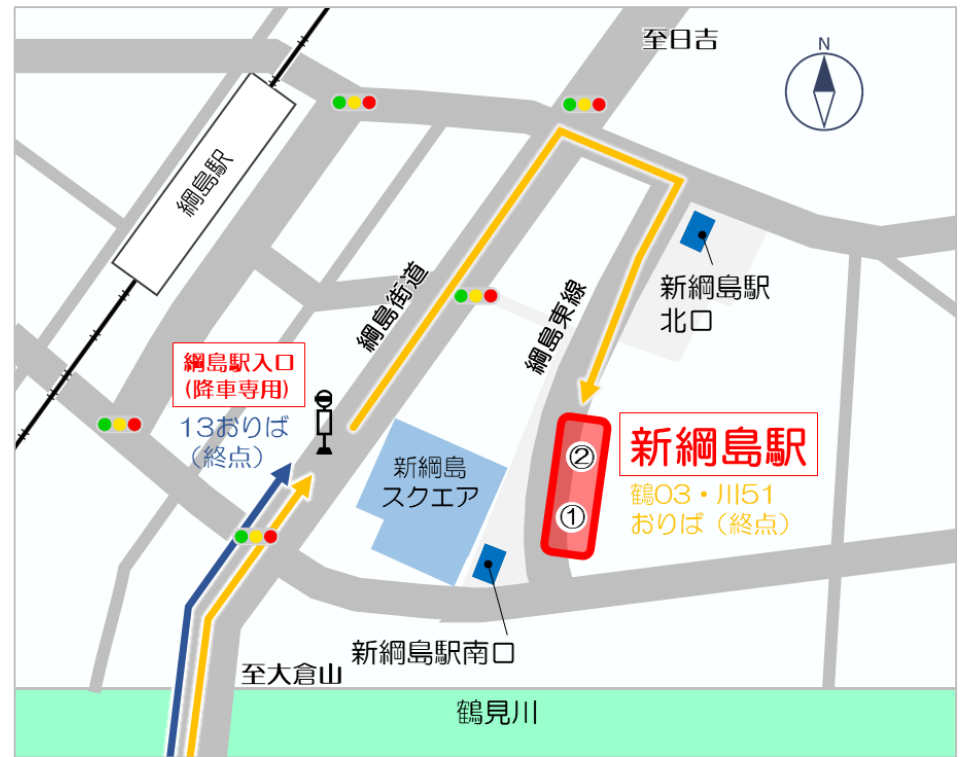 至日吉
N
綱島駅
綱島街道
綱島東線
新綱島駅
北口
綱島駅入口
(降車専用)
13おりば
（終点）
新綱島
スクエア
②
①
新綱島駅
鶴03・川51
おりば（終点）
新綱島駅南口
至大倉山
鶴見川